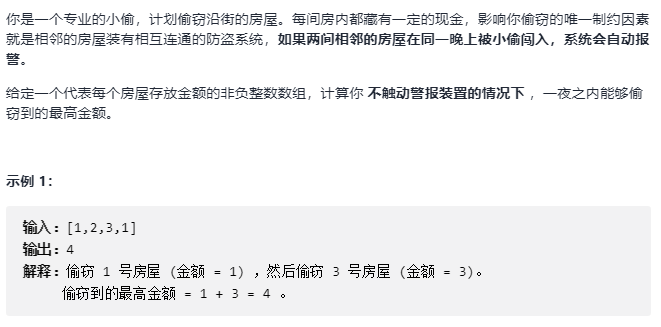 你是一个专业的小偷，计划偷窃沿街的房屋。每间房内都藏有一定的现金，影响你偷窃的唯一制约因素
就是相邻的房屋装有相互连通的防盗系统，如果两间相邻的房屋在同一晚上被小偷闯入，系统会自动报
警。
给定一个代表每个房屋存放金额的非负整数数组，计算你 不触动警报装置的情况下 ，一夜之内能够偷
窃到的最高金额。
示例 1：
输入：[1,2,3,1]
输出：4
解释：偷窃 1 号房屋 (金额 = 1) ，然后偷窃 3 号房屋 (金额 = 3)。
偷窃到的最高金额 = 1 + 3 = 4 。